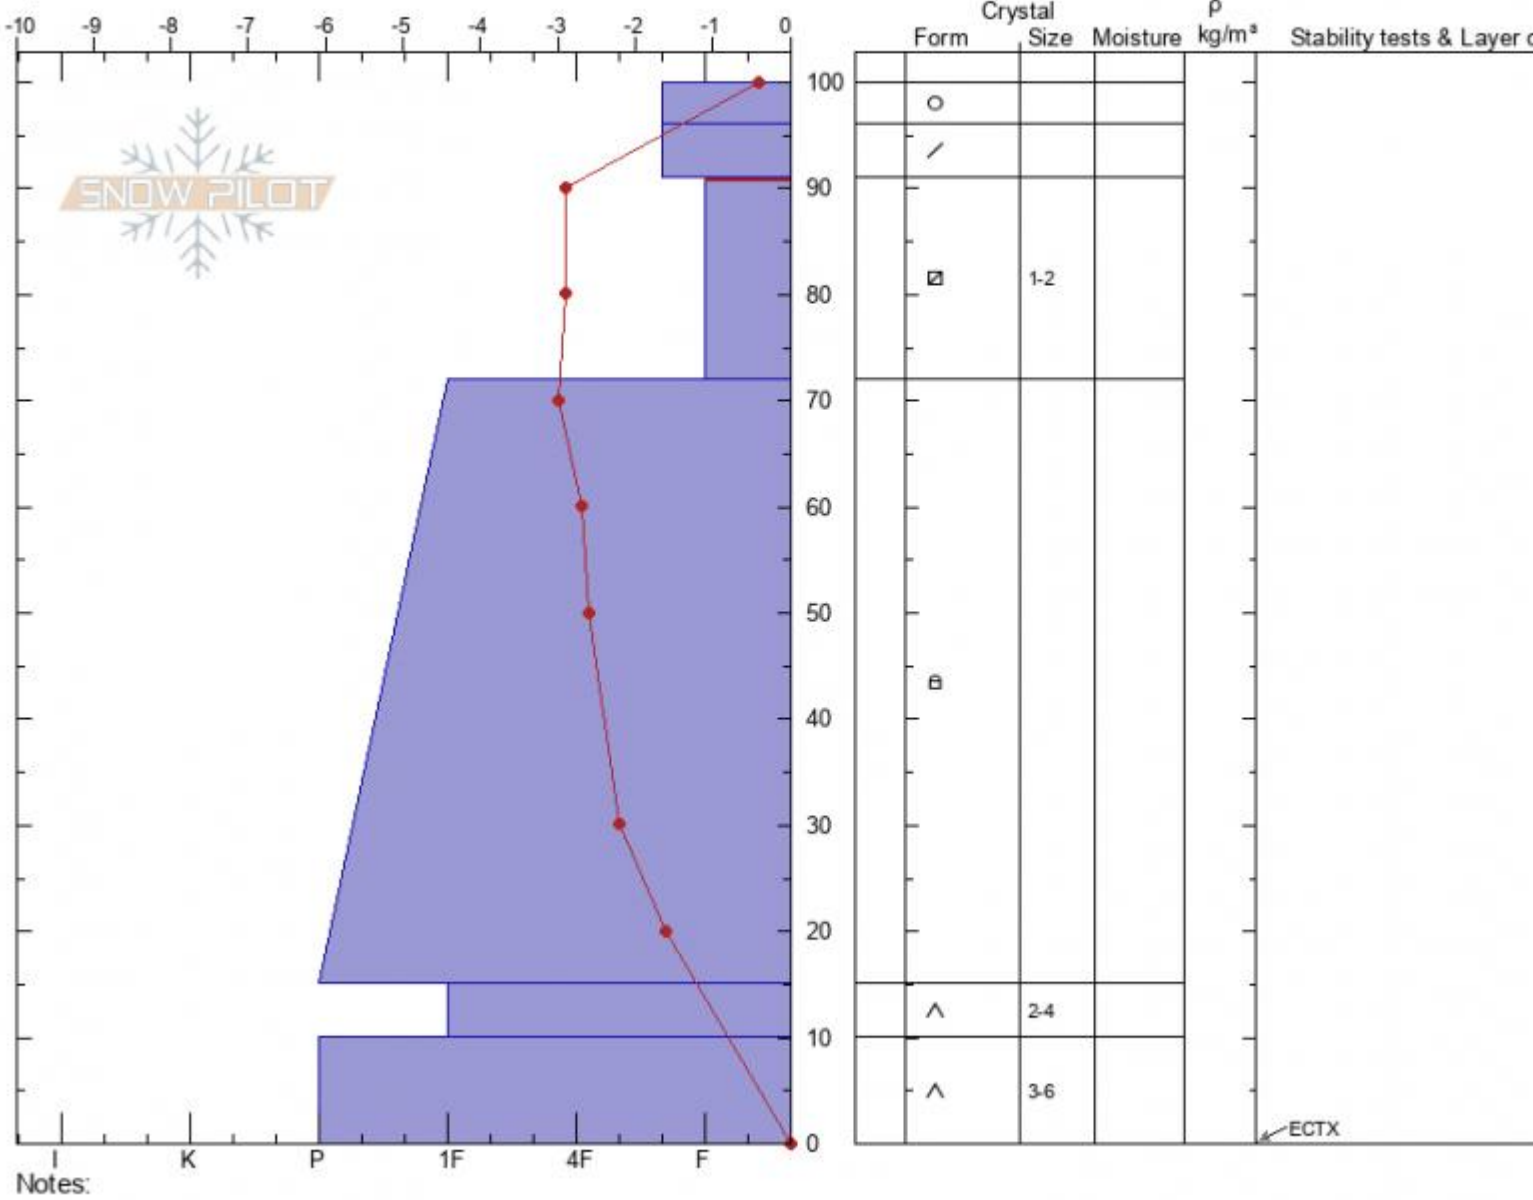 Crystal ρ
-10 -9 -8 -7 -6 -5 -4 -3 -2 -1 0 Form Size Moisture kg/m³ Stability tests & Layer c
100
SNOW PILOT
90
1-2
80
70
60
50
40
30
20
2-4
10
3-6
ECTX
0
I K P 1F 4F F
Notes: